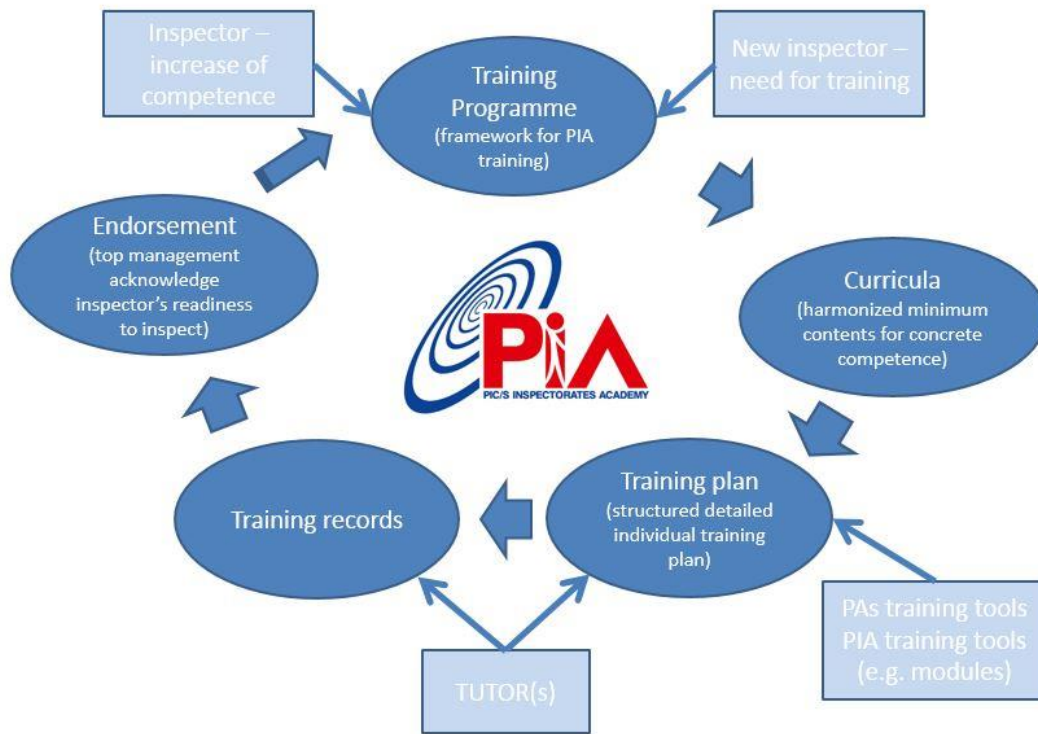 Inspector –
increase of
competence
Training
Programme
(framework for PIA
training)
New inspector –
need for training
Endorsement
(top management
acknowledge
inspector's readiness
to inspect)
Curricula
(harmonized minimum
contents for concrete
competence)
PiA
PIC/S INSPECTORATES ACADEMY
Training records
Training plan
(structured detailed
individual training
plan)
TUTOR(s)
PAs training tools
PIA training tools
(e.g. modules)